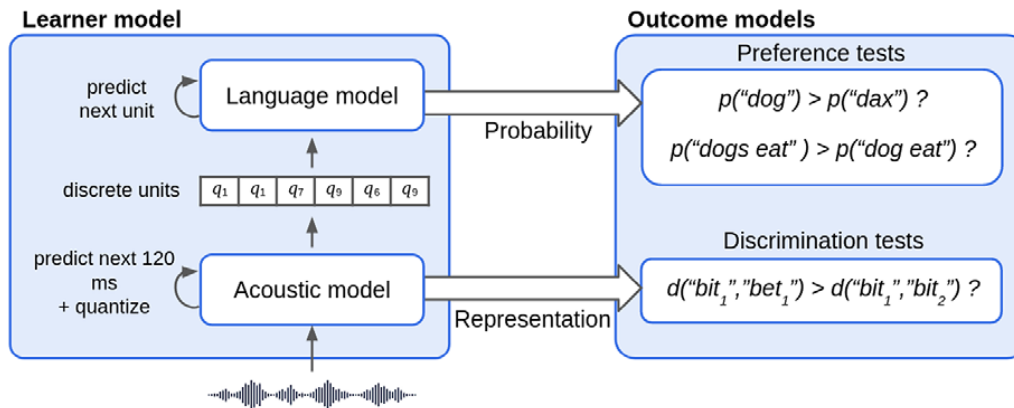 Learner model
Outcome models
predict
next unit
Language model
Probability
Preference tests
p(“dog”) > p(“dax”) ?
p(“dogs eat” ) > p(“dog eat”) ?
discrete units
q₁ q₁ q₇ q₉ q₆ q₉
predict next 120
ms
+ quantize
Acoustic model
Representation
Discrimination tests
d(“bit₁”,”bet₁”) > d(“bit₁”,”bit₂”) ?